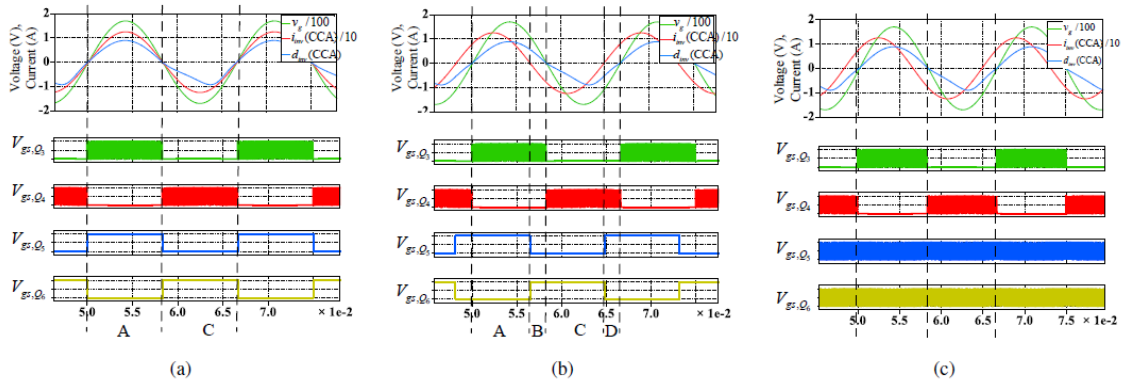 Voltage (V),
Current (A)
2
1
0
-1
-2
v_g /100
i_inv (CCA) /10
d_inv (CCA)
V_gs,Q3
V_gs,Q4
V_gs,Q5
V_gs,Q6
5.0 5.5 6.0 6.5 7.0 × 1e-2
A C
(a)
Voltage (V),
Current (A)
2
1
0
-1
-2
v_g /100
i_inv (CCA) /10
d_inv (CCA)
V_gs,Q3
V_gs,Q4
V_gs,Q5
V_gs,Q6
5.0 5.5 6.0 6.5 7.0 × 1e-2
A B C D
(b)
Voltage (V),
Current (A)
2
1
0
-1
-2
v_g /100
i_inv (CCA) /10
d_inv (CCA)
V_gs,Q3
V_gs,Q4
V_gs,Q5
V_gs,Q6
5.0 5.5 6.0 6.5 7.0 7.5 × 1e-2
(c)